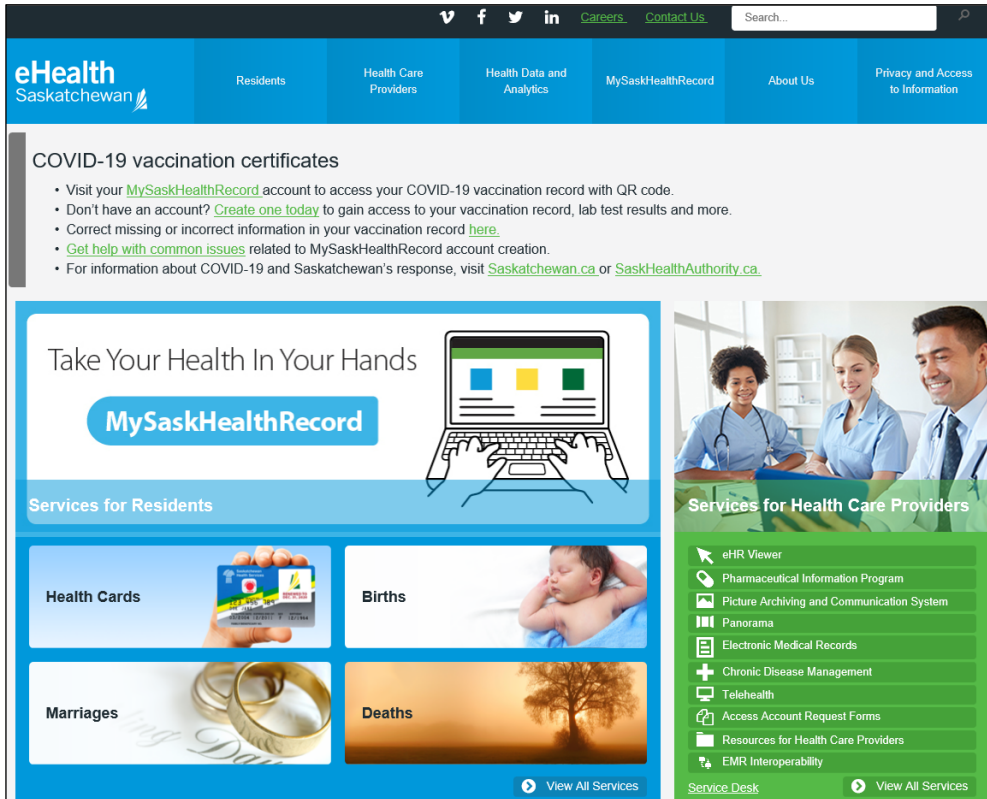 Careers
Contact Us
Search...
eHealth
Saskatchewan
Residents
Health Care
Providers
Health Data and
Analytics
MySaskHealthRecord
About Us
Privacy and Access
to Information
COVID-19 vaccination certificates
• Visit your MySaskHealthRecord account to access your COVID-19 vaccination record with QR code.
• Don't have an account? Create one today to gain access to your vaccination record, lab test results and more.
• Correct missing or incorrect information in your vaccination record here.
• Get help with common issues related to MySaskHealthRecord account creation.
• For information about COVID-19 and Saskatchewan's response, visit Saskatchewan.ca or SaskHealthAuthority.ca.
Take Your Health In Your Hands
MySaskHealthRecord
Services for Residents
Health Cards
Births
Marriages
Deaths
View All Services
Services for Health Care Providers
eHR Viewer
Pharmaceutical Information Program
Picture Archiving and Communication System
Panorama
Electronic Medical Records
Chronic Disease Management
Telehealth
Access Account Request Forms
Resources for Health Care Providers
EMR Interoperability
Service Desk
View All Services